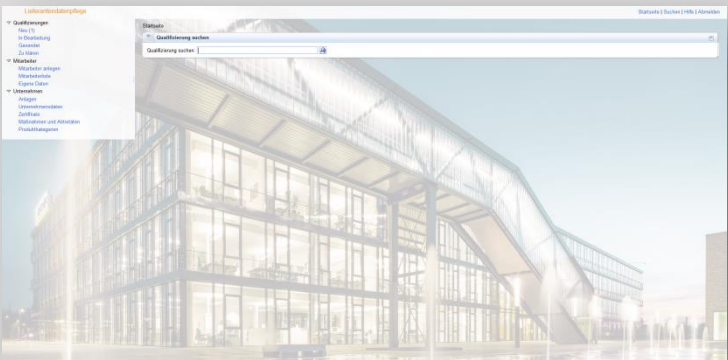 Lieferantendatenpflege
Startseite | Suchen | Hilfe | Abmelden
Qualifizierungen
Neu (1)
In Bearbeitung
Gesendet
Zu klären
Mitarbeiter
Mitarbeiter anlegen
Mitarbeiterliste
Eigene Daten
Unternehmen
Anlagen
Unternehmensdaten
Zertifikate
Maßnahmen und Aktivitäten
Produktkategorien
Startseite
Qualifizierung suchen
Qualifizierung suchen